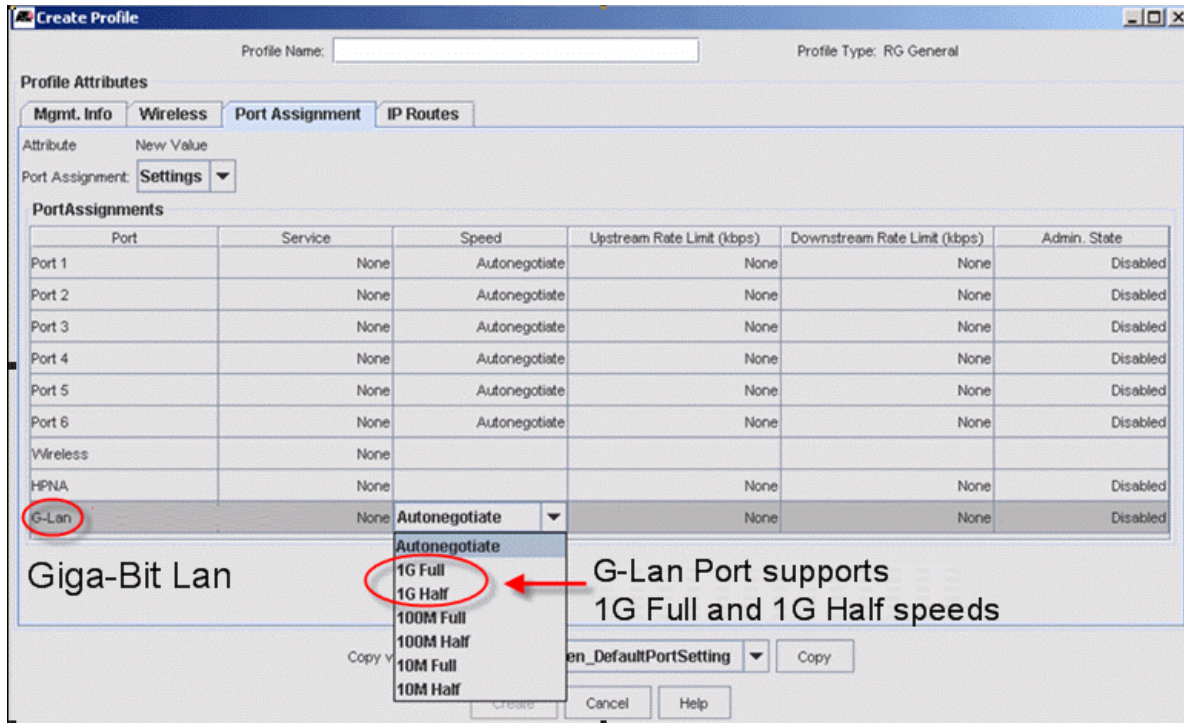 Create Profile
Profile Name: Profile Type: RG General
Profile Attributes
Mgmt. Info Wireless Port Assignment IP Routes
Attribute New Value
Port Assignment: Settings
PortAssignments
Port Service Speed Upstream Rate Limit (kbps) Downstream Rate Limit (kbps) Admin. State
Port 1 None Autonegotiate None None Disabled
Port 2 None Autonegotiate None None Disabled
Port 3 None Autonegotiate None None Disabled
Port 4 None Autonegotiate None None Disabled
Port 5 None Autonegotiate None None Disabled
Port 6 None Autonegotiate None None Disabled
Wireless None
HPNA None None None Disabled
G-Lan None Autonegotiate None None Disabled
Autonegotiate
1G Full
1G Half
100M Full
100M Half
10M Full
10M Half
Giga-Bit Lan
G-Lan Port supports
1G Full and 1G Half speeds
Copy v en_DefaultPortSetting Copy
Create Cancel Help